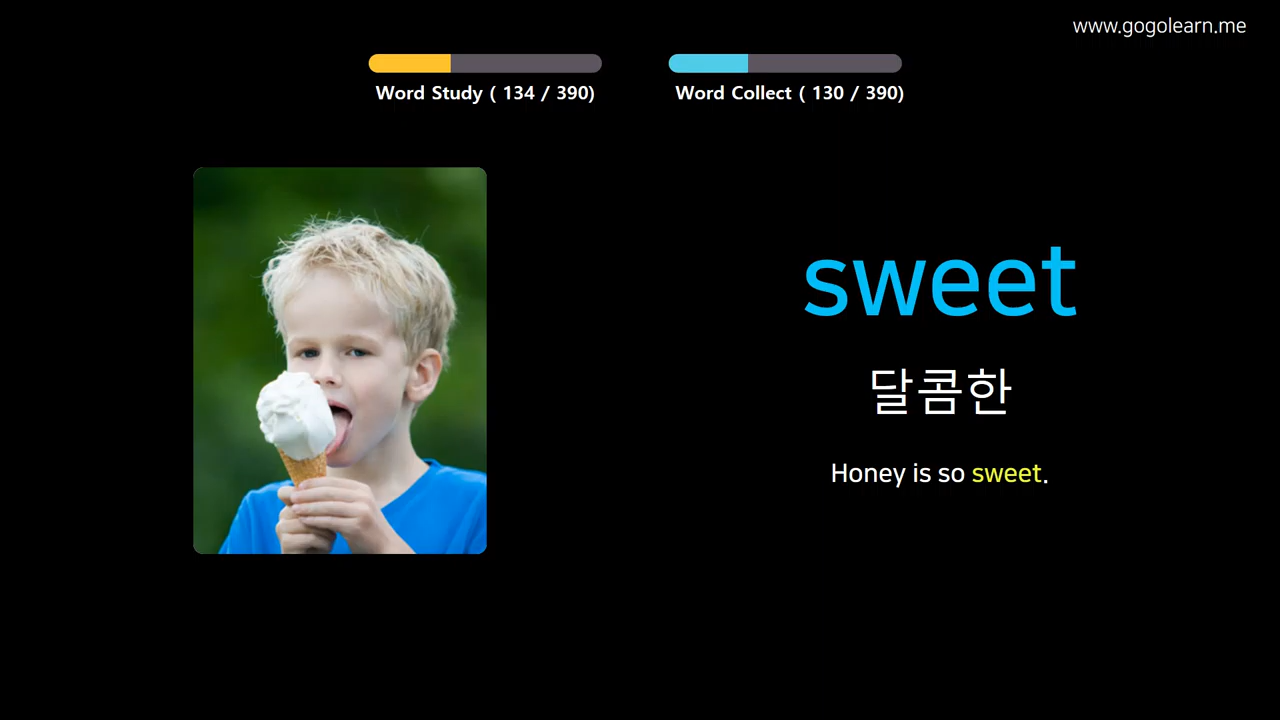 www.gogolearn.me
Word Study ( 134 / 390)
Word Collect ( 130 / 390)
sweet
달콤한
Honey is so sweet.